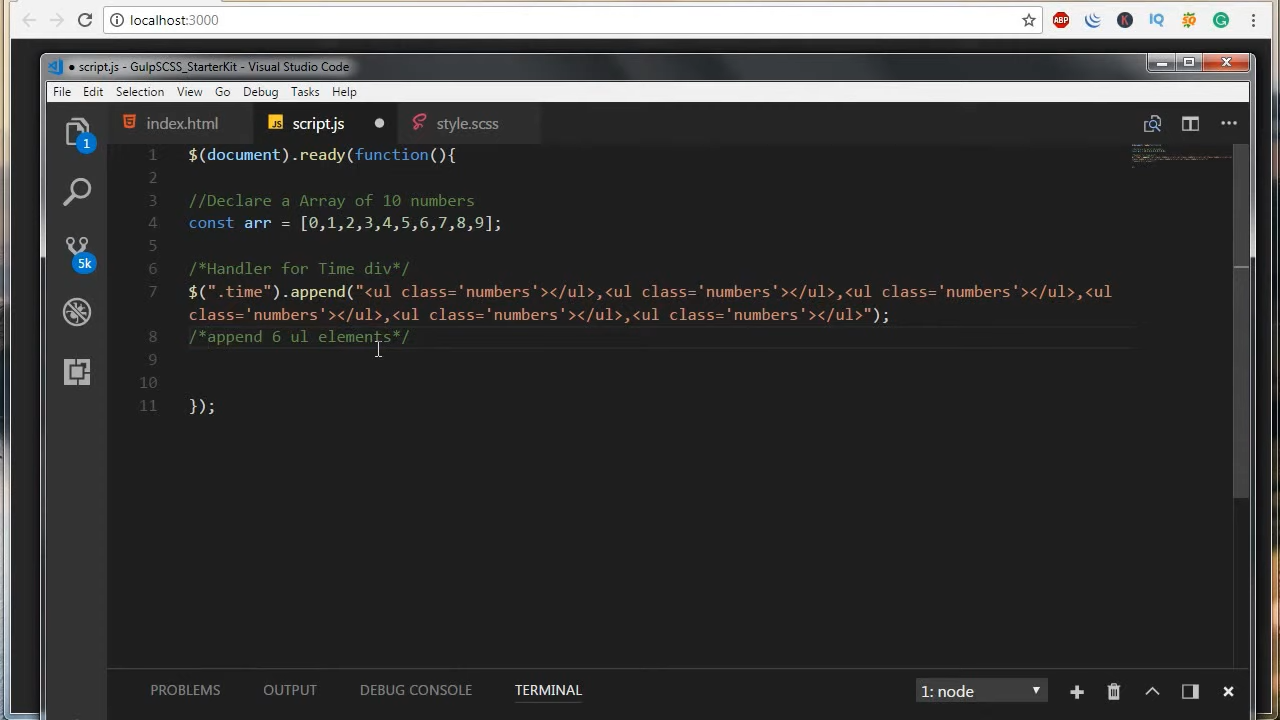 localhost:3000
ABP
K
IQ
G
● script.js - GulpSCSS_StarterKit - Visual Studio Code
File Edit Selection View Go Debug Tasks Help
index.html JS script.js ● style.scss
1
5k
1 $(document).ready(function(){
2
3 //Declare a Array of 10 numbers
4 const arr = [0,1,2,3,4,5,6,7,8,9];
5
6 /*Handler for Time div*/
7 $(".time").append("<ul class='numbers'></ul>,<ul class='numbers'></ul>,<ul class='numbers'></ul>,<ul
class='numbers'></ul>,<ul class='numbers'></ul>,<ul class='numbers'></ul>");
8 /*append 6 ul elements*/
9
10
11 });
PROBLEMS OUTPUT DEBUG CONSOLE TERMINAL 1: node